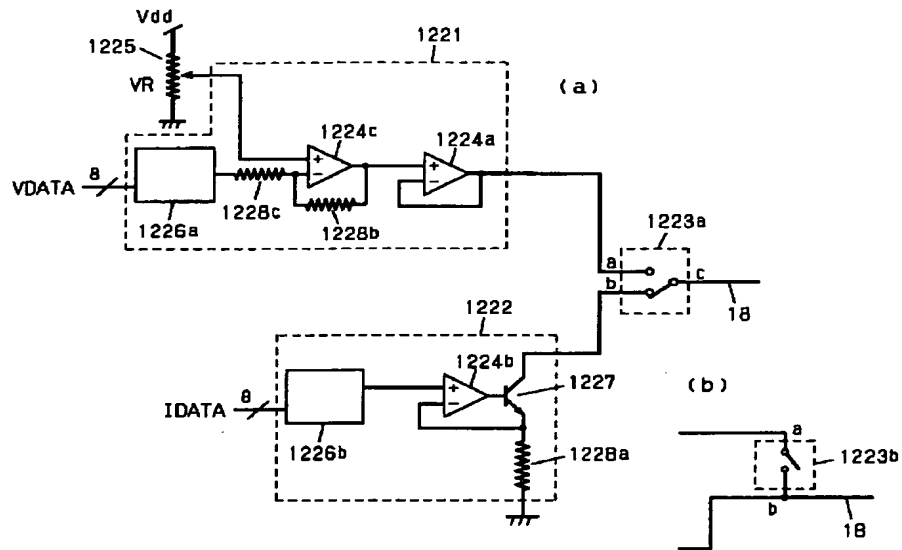 Vdd
1225
1221
VR
(a)
1224c
1224a
+
−
+
−
VDATA
8
1228c
1226a
1228b
1223a
a
b
c
18
1222
1224b
+
−
1227
(b)
IDATA
8
1226b
1228a
a
1223b
b
18